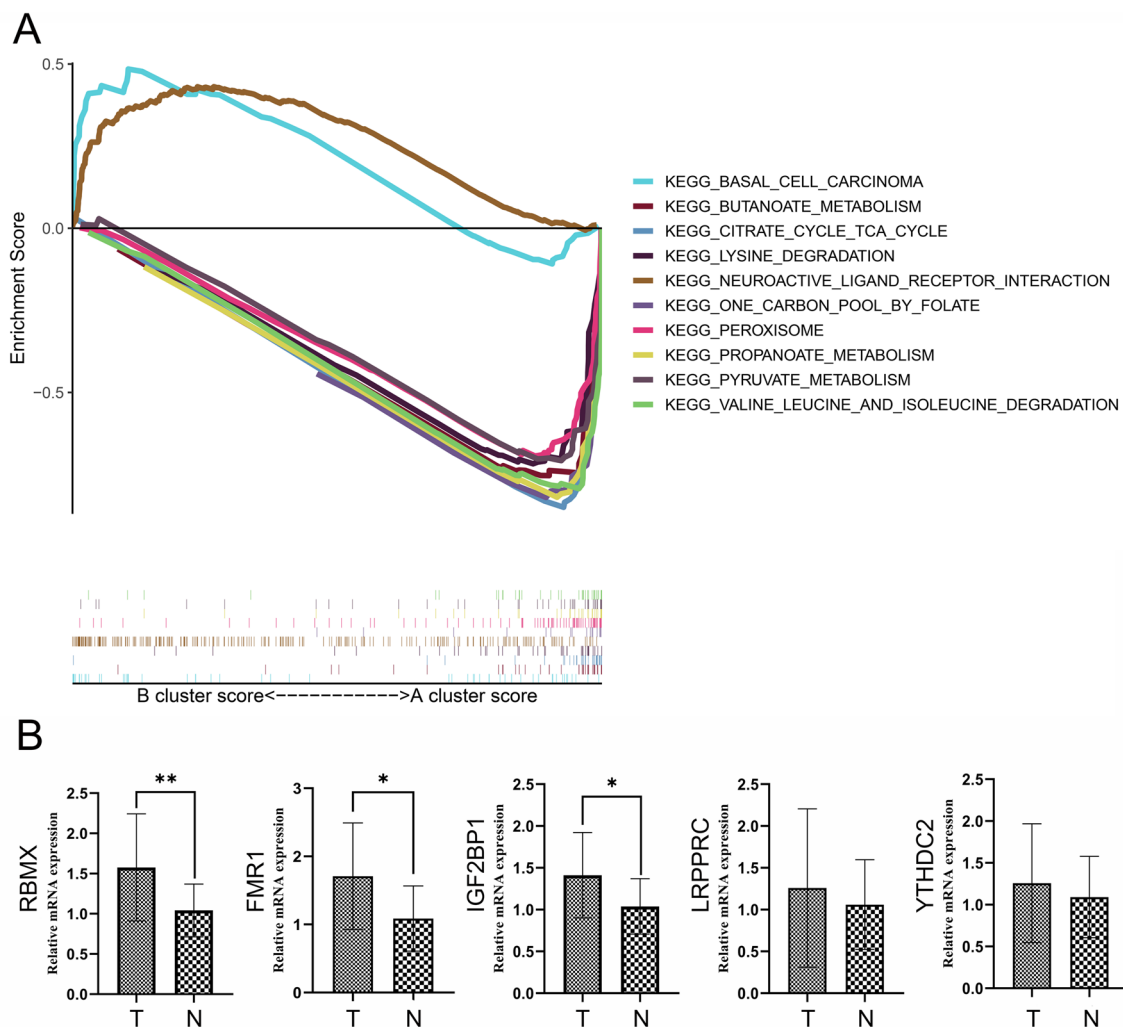 A
0.5
0.0
−0.5
Enrichment Score
KEGG_BASAL_CELL_CARCINOMA
KEGG_BUTANOATE_METABOLISM
KEGG_CITRATE_CYCLE_TCA_CYCLE
KEGG_LYSINE_DEGRADATION
KEGG_NEUROACTIVE_LIGAND_RECEPTOR_INTERACTION
KEGG_ONE_CARBON_POOL_BY_FOLATE
KEGG_PEROXISOME
KEGG_PROPANOATE_METABOLISM
KEGG_PYRUVATE_METABOLISM
KEGG_VALINE_LEUCINE_AND_ISOLEUCINE_DEGRADATION
B cluster score<------------>A cluster score
B
RBMX
Relative mRNA expression
2.5
2.0
1.5
1.0
0.5
0.0
**
T N
FMR1
Relative mRNA expression
3
2
1
0
*
T N
IGF2BP1
Relative mRNA expression
2.5
2.0
1.5
1.0
0.5
0.0
*
T N
LRPPRC
Relative mRNA expression
2.5
2.0
1.5
1.0
0.5
0.0
T N
YTHDC2
Relative mRNA expression
2.5
2.0
1.5
1.0
0.5
0.0
T N